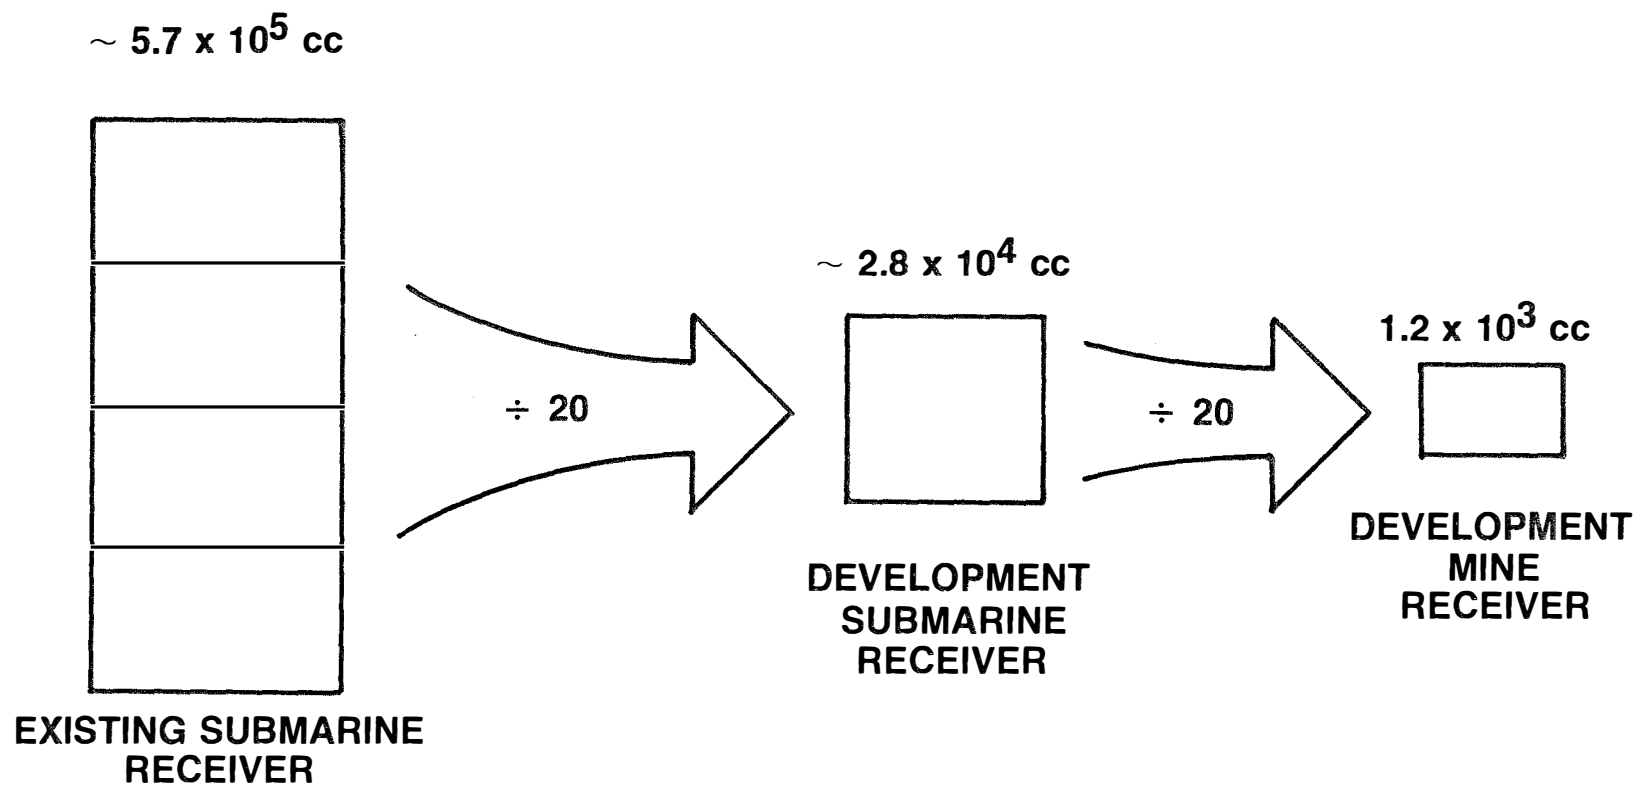 ~ 5.7 x 10⁵ cc
÷ 20
EXISTING SUBMARINE
RECEIVER
~ 2.8 x 10⁴ cc
÷ 20
DEVELOPMENT
SUBMARINE
RECEIVER
1.2 x 10³ cc
DEVELOPMENT
MINE
RECEIVER